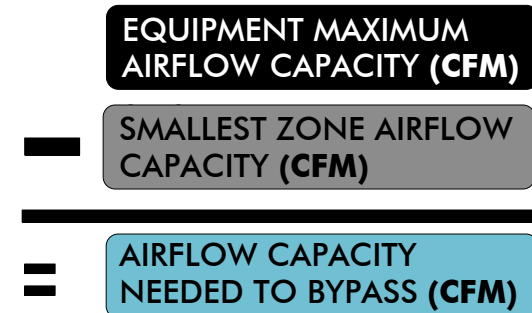 EQUIPMENT MAXIMUM
AIRFLOW CAPACITY (CFM)
− SMALLEST ZONE AIRFLOW
CAPACITY (CFM)
= AIRFLOW CAPACITY
NEEDED TO BYPASS (CFM)